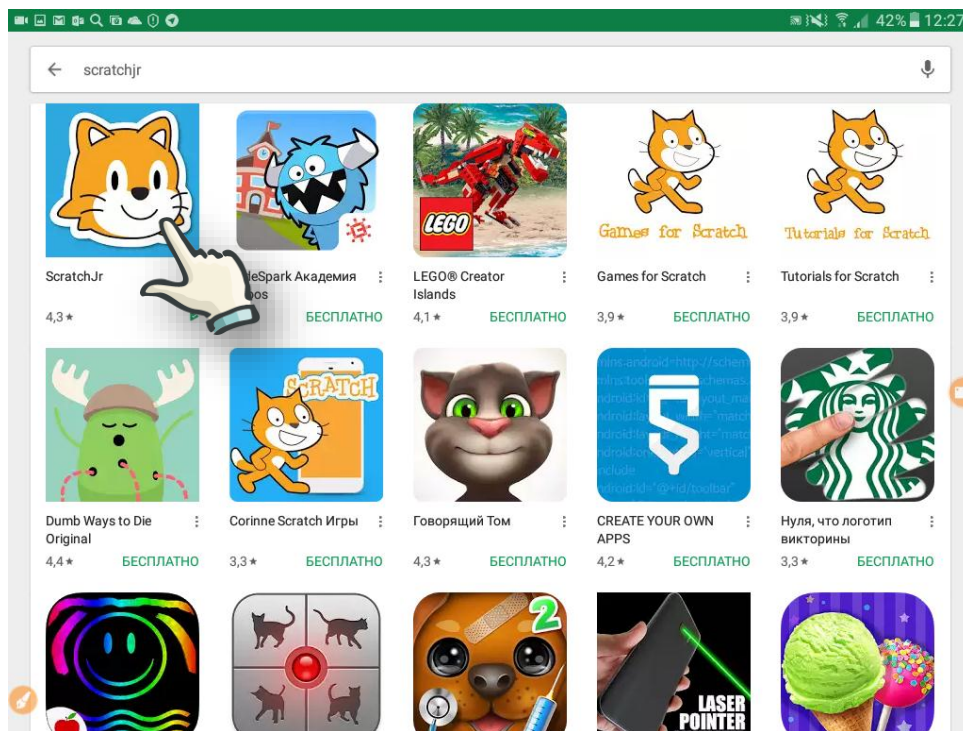 42% 12:27
scratchjr
LEGO
Games for Scratch
Tutorials for Scratch
ScratchJr
Spark Академия
LEGO® Creator
Islands
Games for Scratch
Tutorials for Scratch
4,3★
БЕСПЛАТНО
4,1★ БЕСПЛАТНО
3,9★ БЕСПЛАТНО
3,9★ БЕСПЛАТНО
SCRATCH
Dumb Ways to Die
Original
Corinne Scratch Игры
Говорящий Том
CREATE YOUR OWN
APPS
Нуля, что логотип
викторины
4,4★ БЕСПЛАТНО
3,3★ БЕСПЛАТНО
4,3★ БЕСПЛАТНО
4,2★ БЕСПЛАТНО
3,3★ БЕСПЛАТНО
2
LASER
POINTER